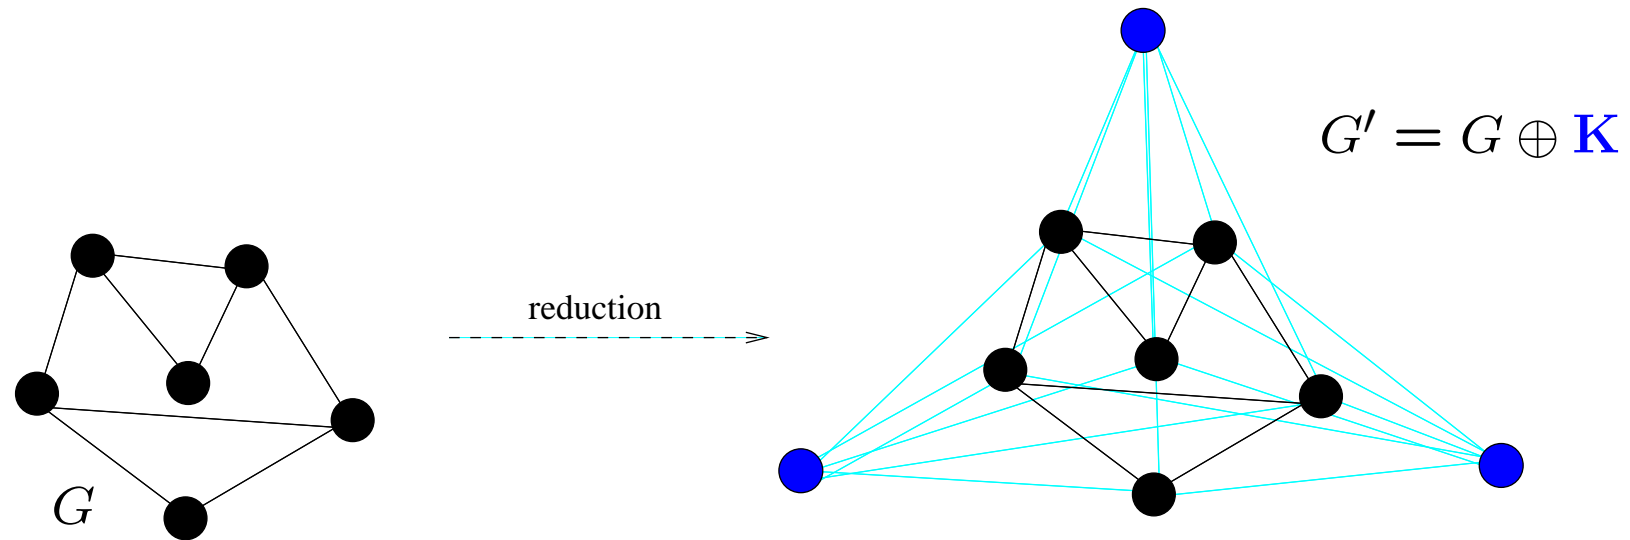 G′ = G ⊕ K
reduction
G